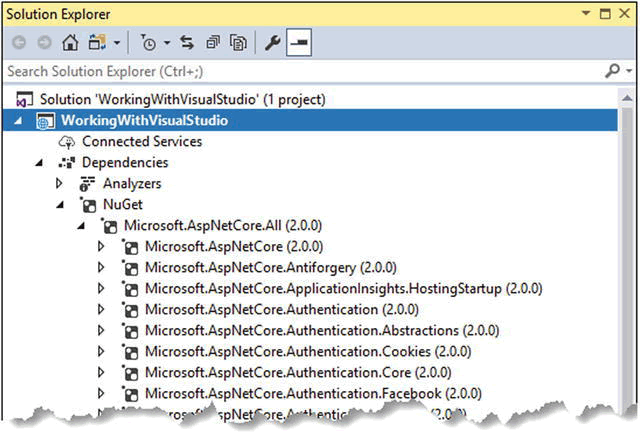 Solution Explorer
Search Solution Explorer (Ctrl+;)
Solution 'WorkingWithVisualStudio' (1 project)
WorkingWithVisualStudio
Connected Services
Dependencies
Analyzers
NuGet
Microsoft.AspNetCore.All (2.0.0)
Microsoft.AspNetCore (2.0.0)
Microsoft.AspNetCore.Antiforgery (2.0.0)
Microsoft.AspNetCore.ApplicationInsights.HostingStartup (2.0.0)
Microsoft.AspNetCore.Authentication (2.0.0)
Microsoft.AspNetCore.Authentication.Abstractions (2.0.0)
Microsoft.AspNetCore.Authentication.Cookies (2.0.0)
Microsoft.AspNetCore.Authentication.Core (2.0.0)
Microsoft.AspNetCore.Authentication.Facebook (2.0.0)